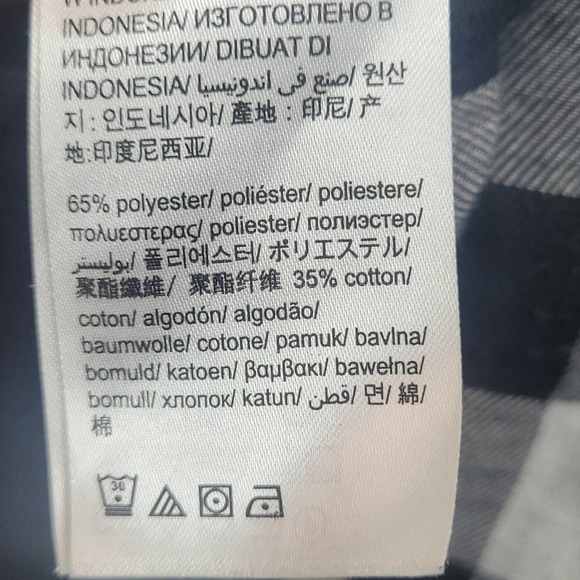 INDONESIA/ ИЗГОТОВЛЕНО В
ИНДОНЕЗИИ/ DIBUAT DI
INDONESIA/ صنع في اندونيسيا/ 원산
지: 인도네시아/ 產地：印尼/ 产
地:印度尼西亚/
65% polyester/ poliéster/ poliestere/
πολυεστερας/ poliester/ полиэстер/
بوليستر/ 폴리에스터/ ポリエステル/
聚酯纖維/ 聚酯纤维 35% cotton/
coton/ algodón/ algodão/
baumwolle/ cotone/ pamuk/ bavlna/
bomuld/ katoen/ βαμβακι/ bawełna/
bomull/ хлопок/ katun/ قطن/ 면/ 綿/
棉
30